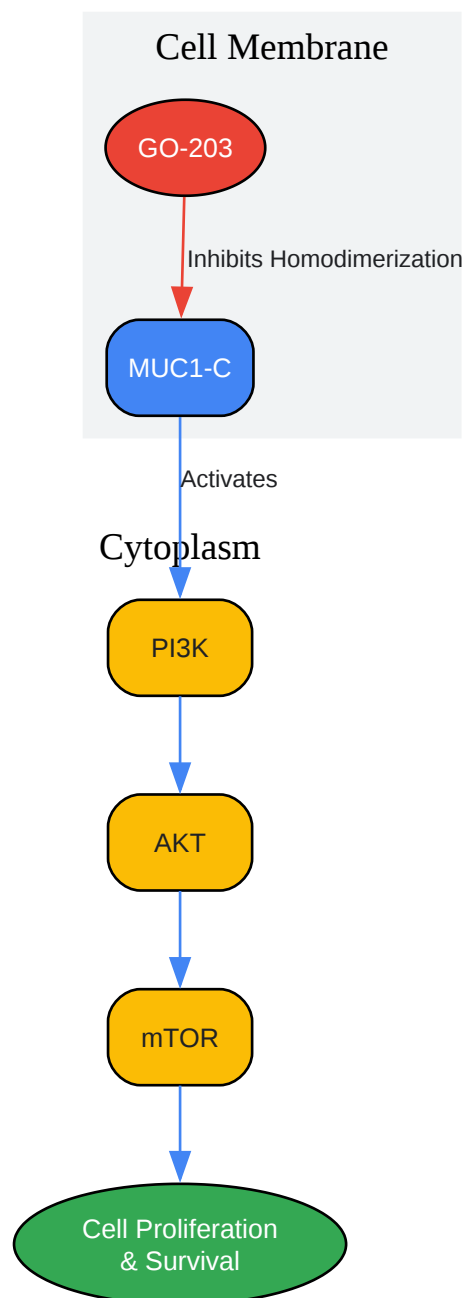 Cell Membrane
GO-203
Inhibits Homodimerization
MUC1-C
Activates
Cytoplasm
PI3K
AKT
mTOR
Cell Proliferation
& Survival